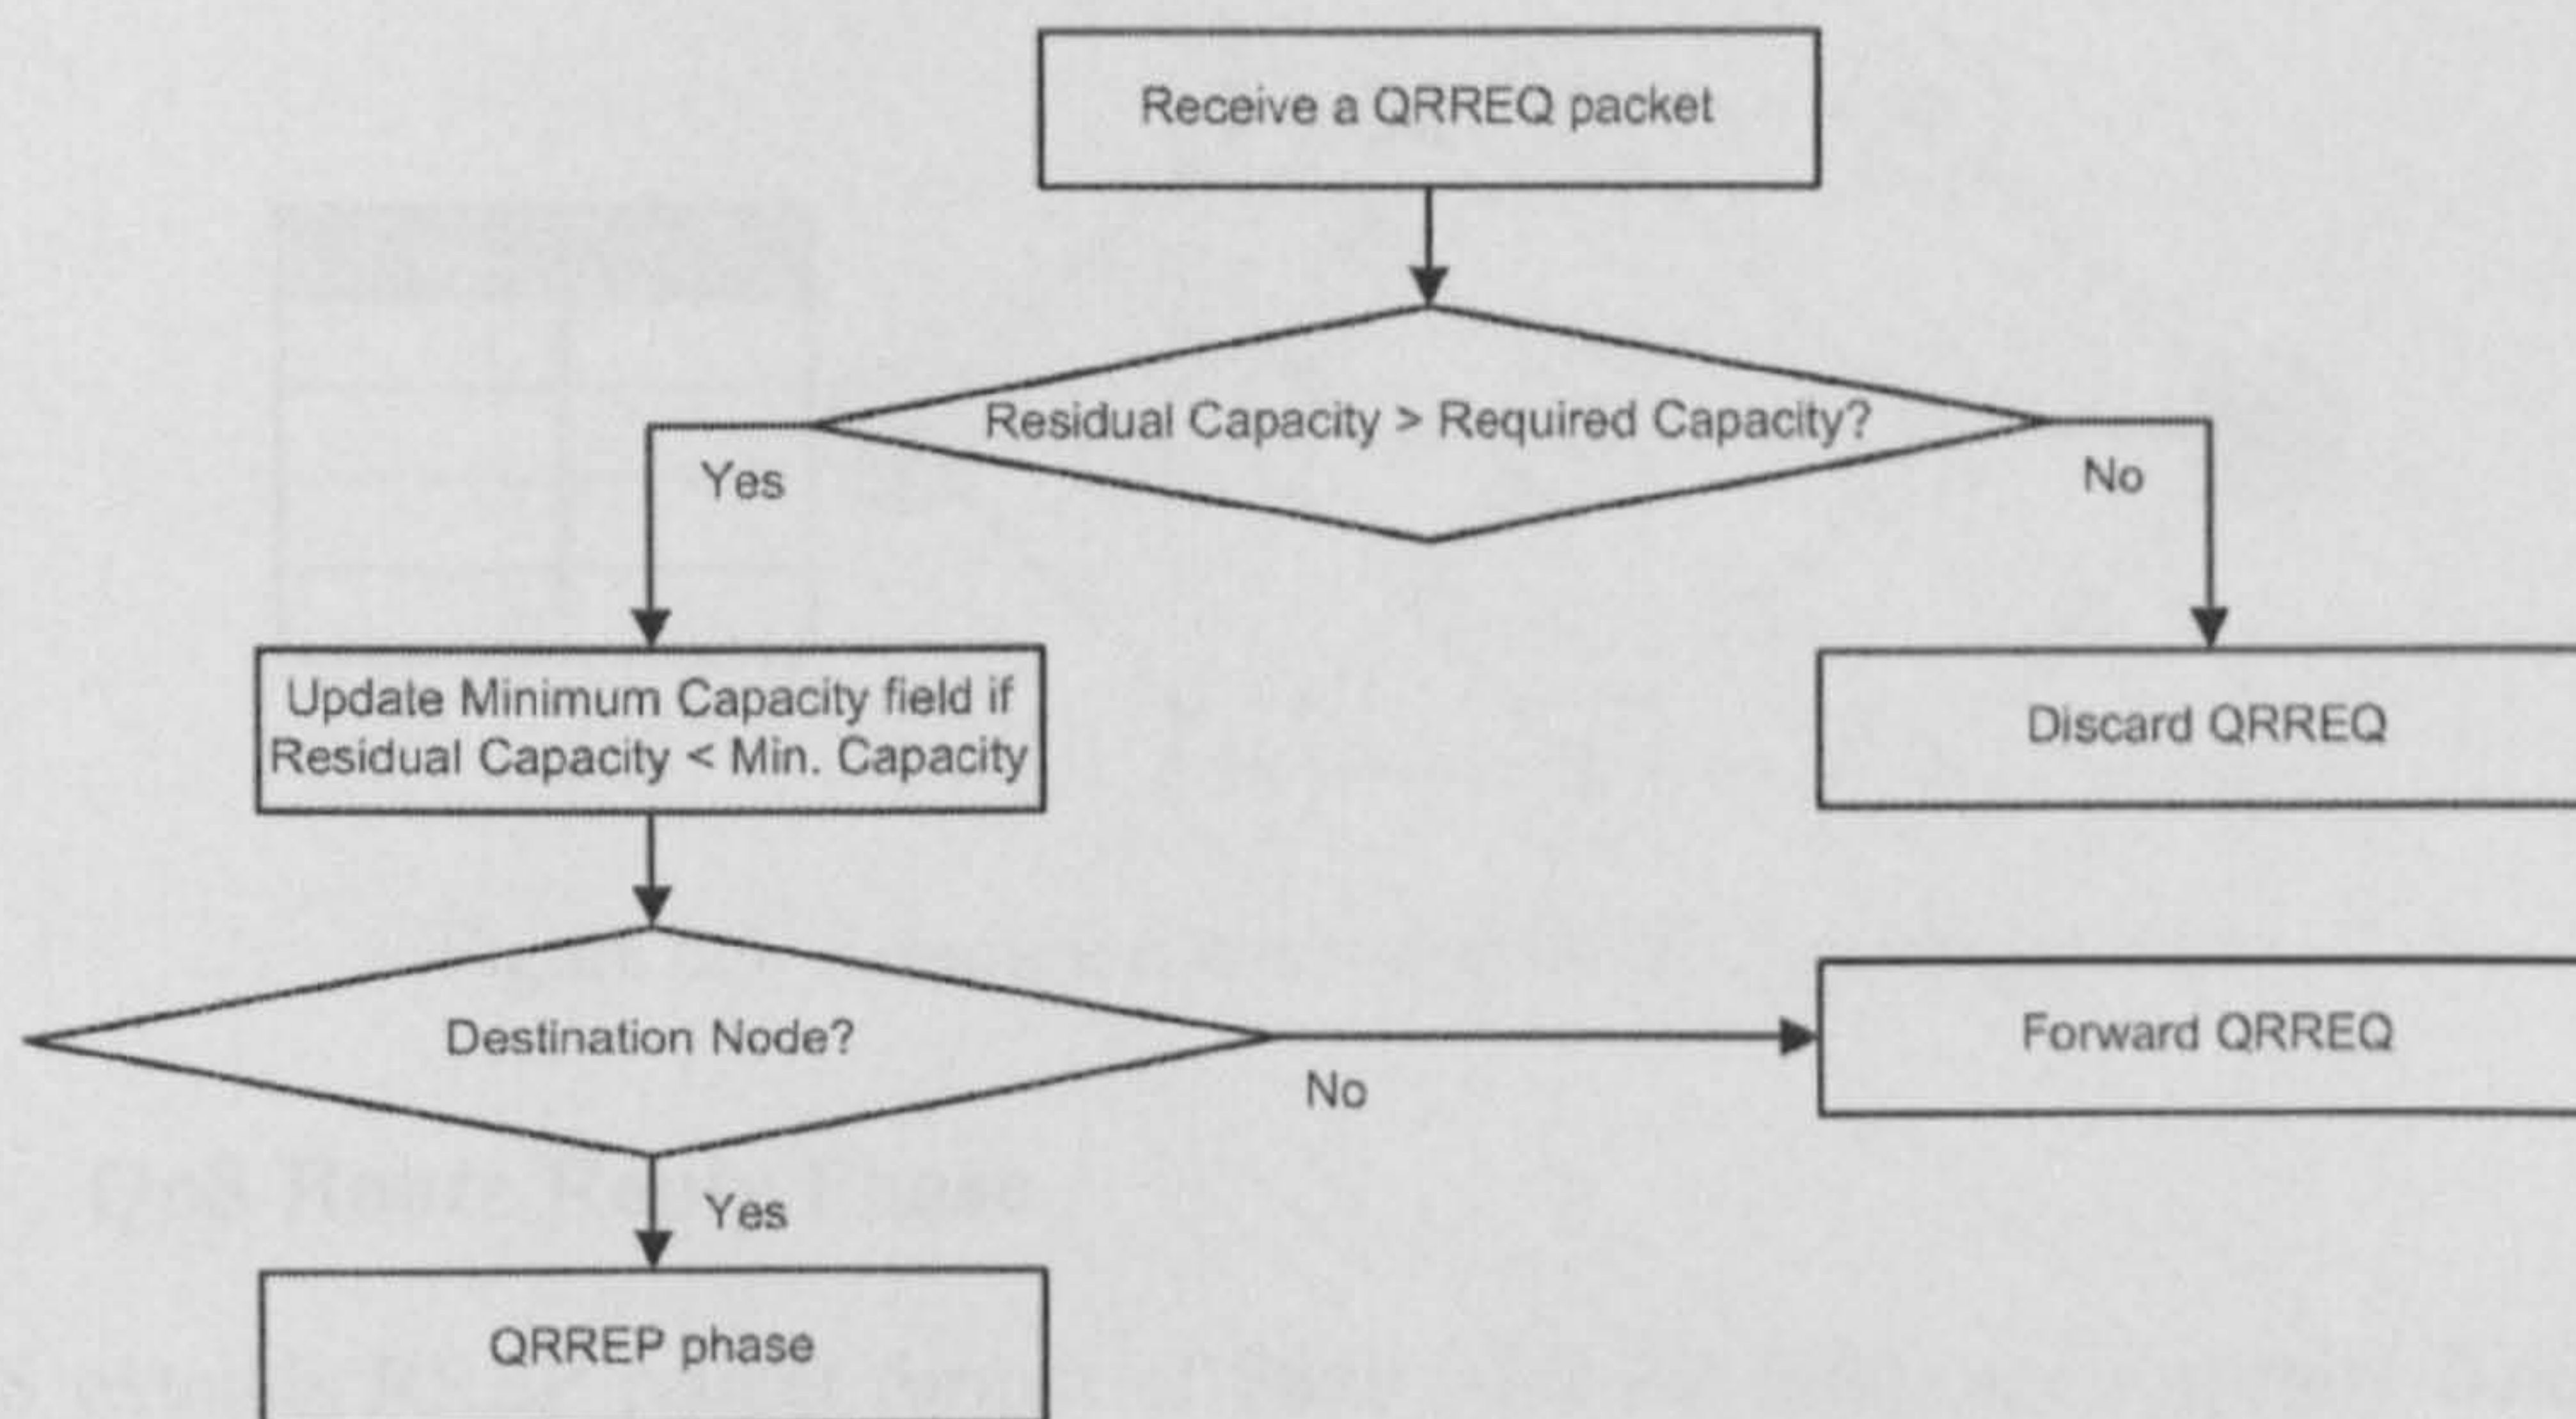 Receive a QRREQ packet
Residual Capacity > Required Capacity?
Yes
No
Update Minimum Capacity field if
Residual Capacity < Min. Capacity
Discard QRREQ
Destination Node?
No
Forward QRREQ
Yes
QRREP phase